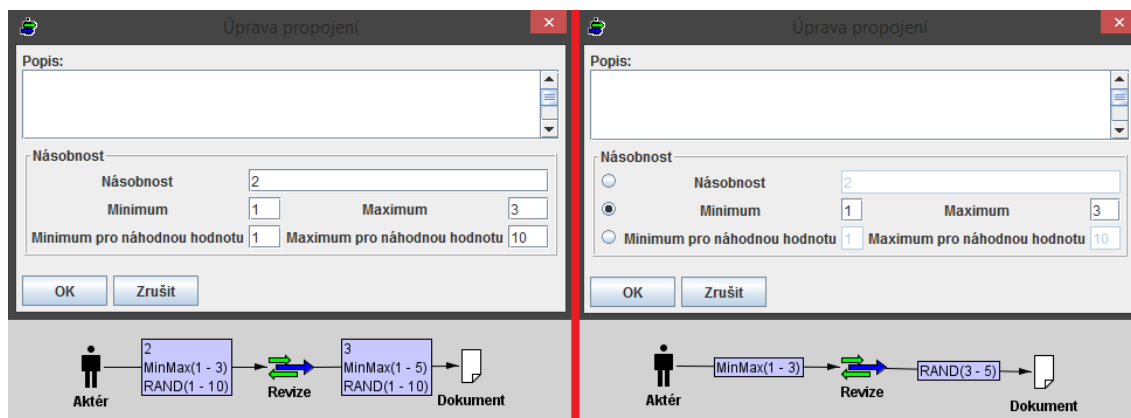 Úprava propojení
Popis:
Násobnost
Násobnost 2
Minimum 1 Maximum 3
Minimum pro náhodnou hodnotu 1 Maximum pro náhodnou hodnotu 10
OK Zrušit
2
MinMax(1 - 3)
RAND(1 - 10)
3
MinMax(1 - 5)
RAND(1 - 10)
Aktér Revize Dokument
Úprava propojení
Popis:
Násobnost
Násobnost 2
Minimum 1 Maximum 3
Minimum pro náhodnou hodnotu 1 Maximum pro náhodnou hodnotu 10
OK Zrušit
MinMax(1 - 3) RAND(3 - 5)
Aktér Revize Dokument